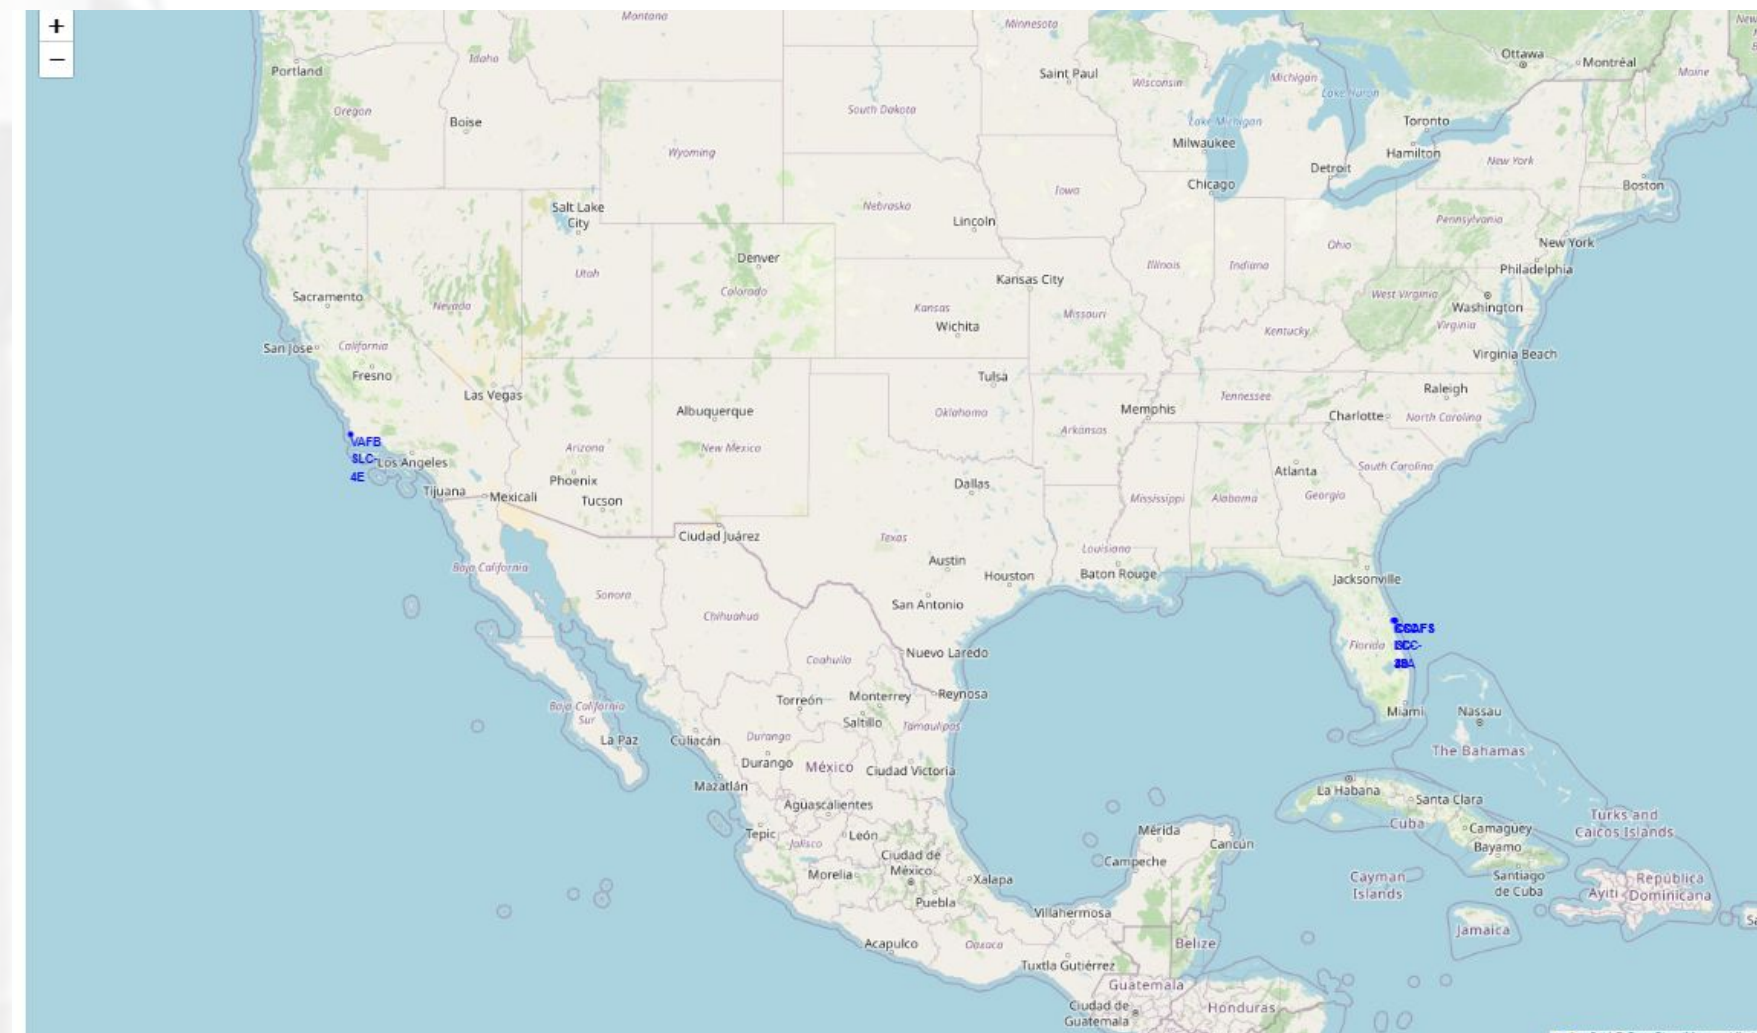 +
−
Montana
Minnesota
Ottawa
Montréal
Maine
Portland
Idaho
Saint Paul
Wisconsin
Michigan
Lake Huron
Oregon
Boise
South Dakota
Lake Michigan
Toronto
Wyoming
Milwaukee
Hamilton
New York
Detroit
Chicago
Boston
Iowa
Salt Lake
City
Nebraska
Lincoln
Pennsylvania
New York
Ohio
Denver
Illinois
Indiana
Philadelphia
Utah
Kansas City
Colorado
Sacramento
Nevada
Kansas
Missouri
West Virginia
Washington
Wichita
Kentucky
Virginia
San Jose
California
Virginia Beach
Fresno
Tulsa
Las Vegas
Raleigh
Tennessee
Albuquerque
Oklahoma
Memphis
Charlotte
North Carolina
Arkansas
VAFB
SLC-
4E
Los Angeles
Arizona
New Mexico
Atlanta
South Carolina
Phoenix
Dallas
Tijuana
Mexicali
Tucson
Mississippi
Alabama
Georgia
Ciudad Juárez
Texas
Louisiana
Austin
Baja California
Houston
Baton Rouge
Jacksonville
Sonora
San Antonio
Chihuahua
Florida
Nuevo Laredo
Coahuila
Torreón
Monterrey
Reynosa
Baja California
Sur
Saltillo
Tamaulipas
Miami
Nassau
La Paz
Culiacán
Durango
The Bahamas
Durango
México
Ciudad Victoria
Mazatlán
La Habana
Santa Clara
Aguascalientes
Turks and
Caicos Islands
Tepic
León
Mérida
Cuba
Camagüey
Jalisco
Cancún
Bayamo
Ciudad de
México
Campeche
Morelia
Xalapa
Cayman
Islands
Santiago
de Cuba
República
Dominicana
Ayiti
Puebla
Villahermosa
Jamaica
Acapulco
Oaxaca
Belize
Tuxtla Gutiérrez
Guatemala
Ciudad de
Guatemala
Honduras